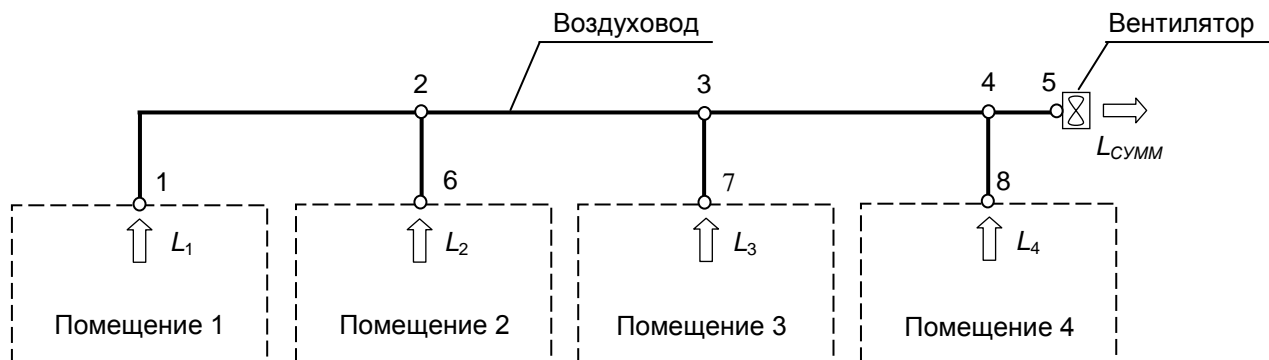 Воздуховод
Вентилятор
2
3
4
5
L СУММ
1
6
7
8
L1
L2
L3
L4
Помещение 1
Помещение 2
Помещение 3
Помещение 4